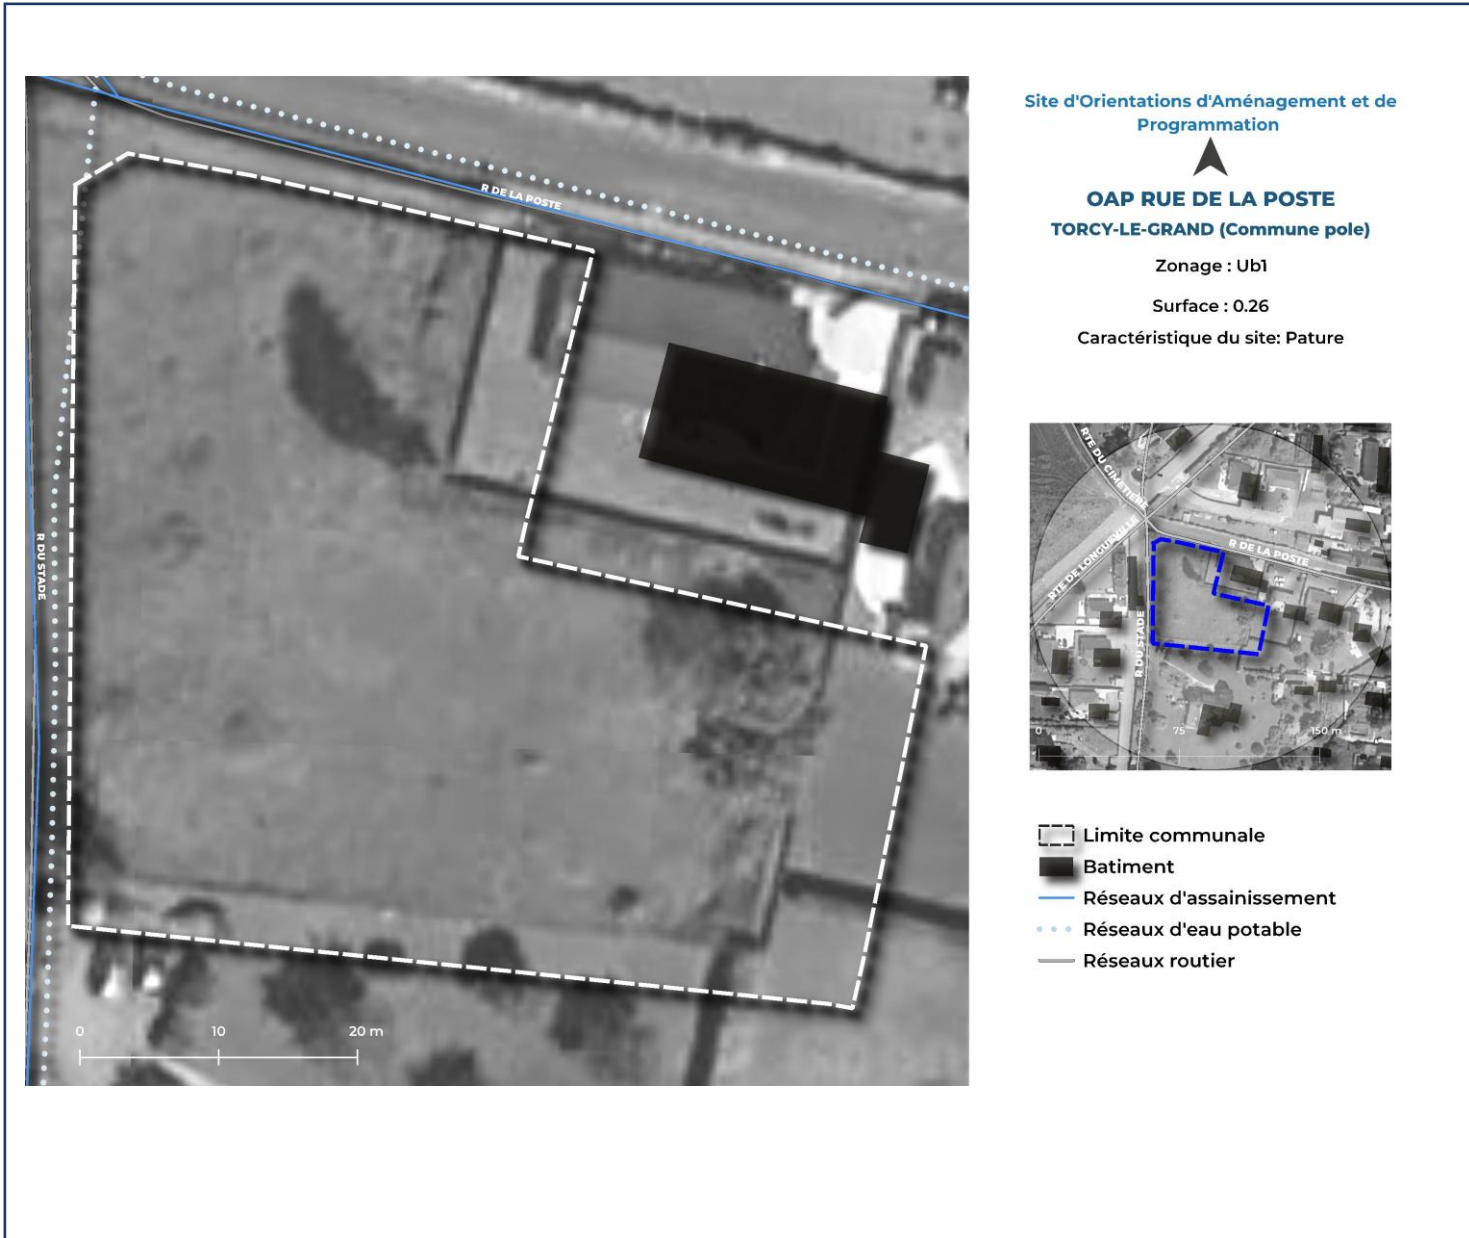 Site d'Orientations d'Aménagement et de
Programmation
OAP RUE DE LA POSTE
TORCY-LE-GRAND (Commune pole)
Zonage : Ub1
Surface : 0.26
Caractéristique du site: Pature
R DE LA POSTE
R DU STADE
0 10 20 m
RTE DU CIMETIERE
RTE DE LONGUEVILLE
R DE LA POSTE
R DU STADE
0 75 150 m
Limite communale
Batiment
Réseaux d'assainissement
Réseaux d'eau potable
Réseaux routier